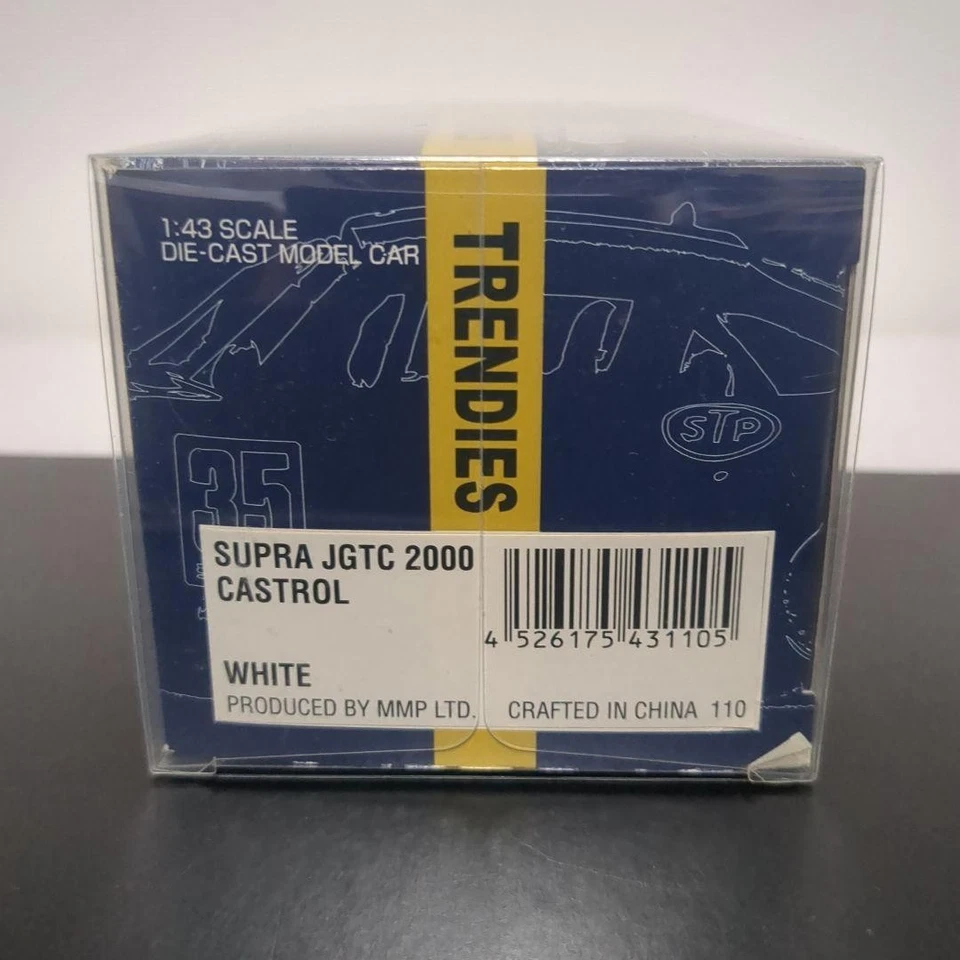 1:43 SCALE
DIE-CAST MODEL CAR
TRENDIES
STP
35
SUPRA JGTC 2000
CASTROL
WHITE
PRODUCED BY MMP LTD.
4 526175 431105
CRAFTED IN CHINA 110